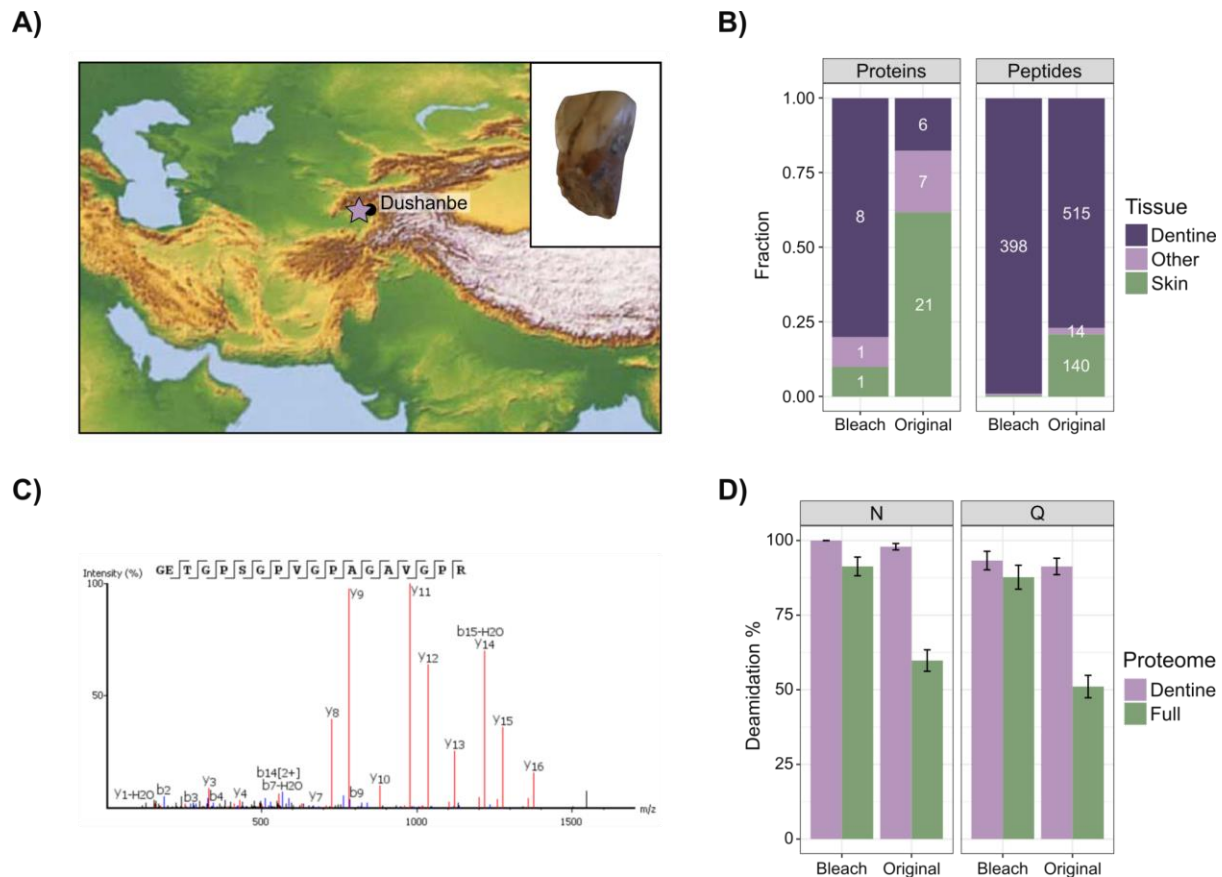 A)
Dushanbe
B)
Proteins
Peptides
1.00
0.75
0.50
0.25
0.00
Fraction
8
1
1
6
7
21
398
515
14
140
Bleach
Original
Bleach
Original
Tissue
Dentine
Other
Skin
C)
GE T G P S G P V G P A G A V G P R
Intensity (%)
100
50
y1-H2O
b2
b3
y3
b4
y4
b14[2+]
b7-H2O
y7
y8
y9
b9
y10
y11
y12
y13
b15-H2O
y14
y15
y16
500
1000
1500
m/z
D)
N
Q
100
75
50
25
0
Deamidation %
Bleach
Original
Bleach
Original
Proteome
Dentine
Full